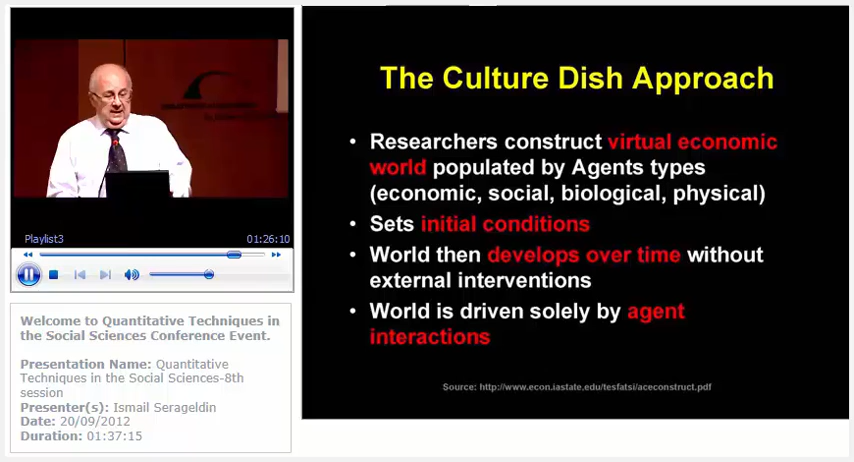 Playlist3
01:26:10
Welcome to Quantitative Techniques in
the Social Sciences Conference Event.
Presentation Name: Quantitative
Techniques in the Social Sciences-8th
session
Presenter(s): Ismail Serageldin
Date: 20/09/2012
Duration: 01:37:15
The Culture Dish Approach
• Researchers construct virtual economic
world populated by Agents types
(economic, social, biological, physical)
• Sets initial conditions
• World then develops over time without
external interventions
• World is driven solely by agent
interactions
Source: http://www.econ.iastate.edu/tesfatsi/aceconstruct.pdf